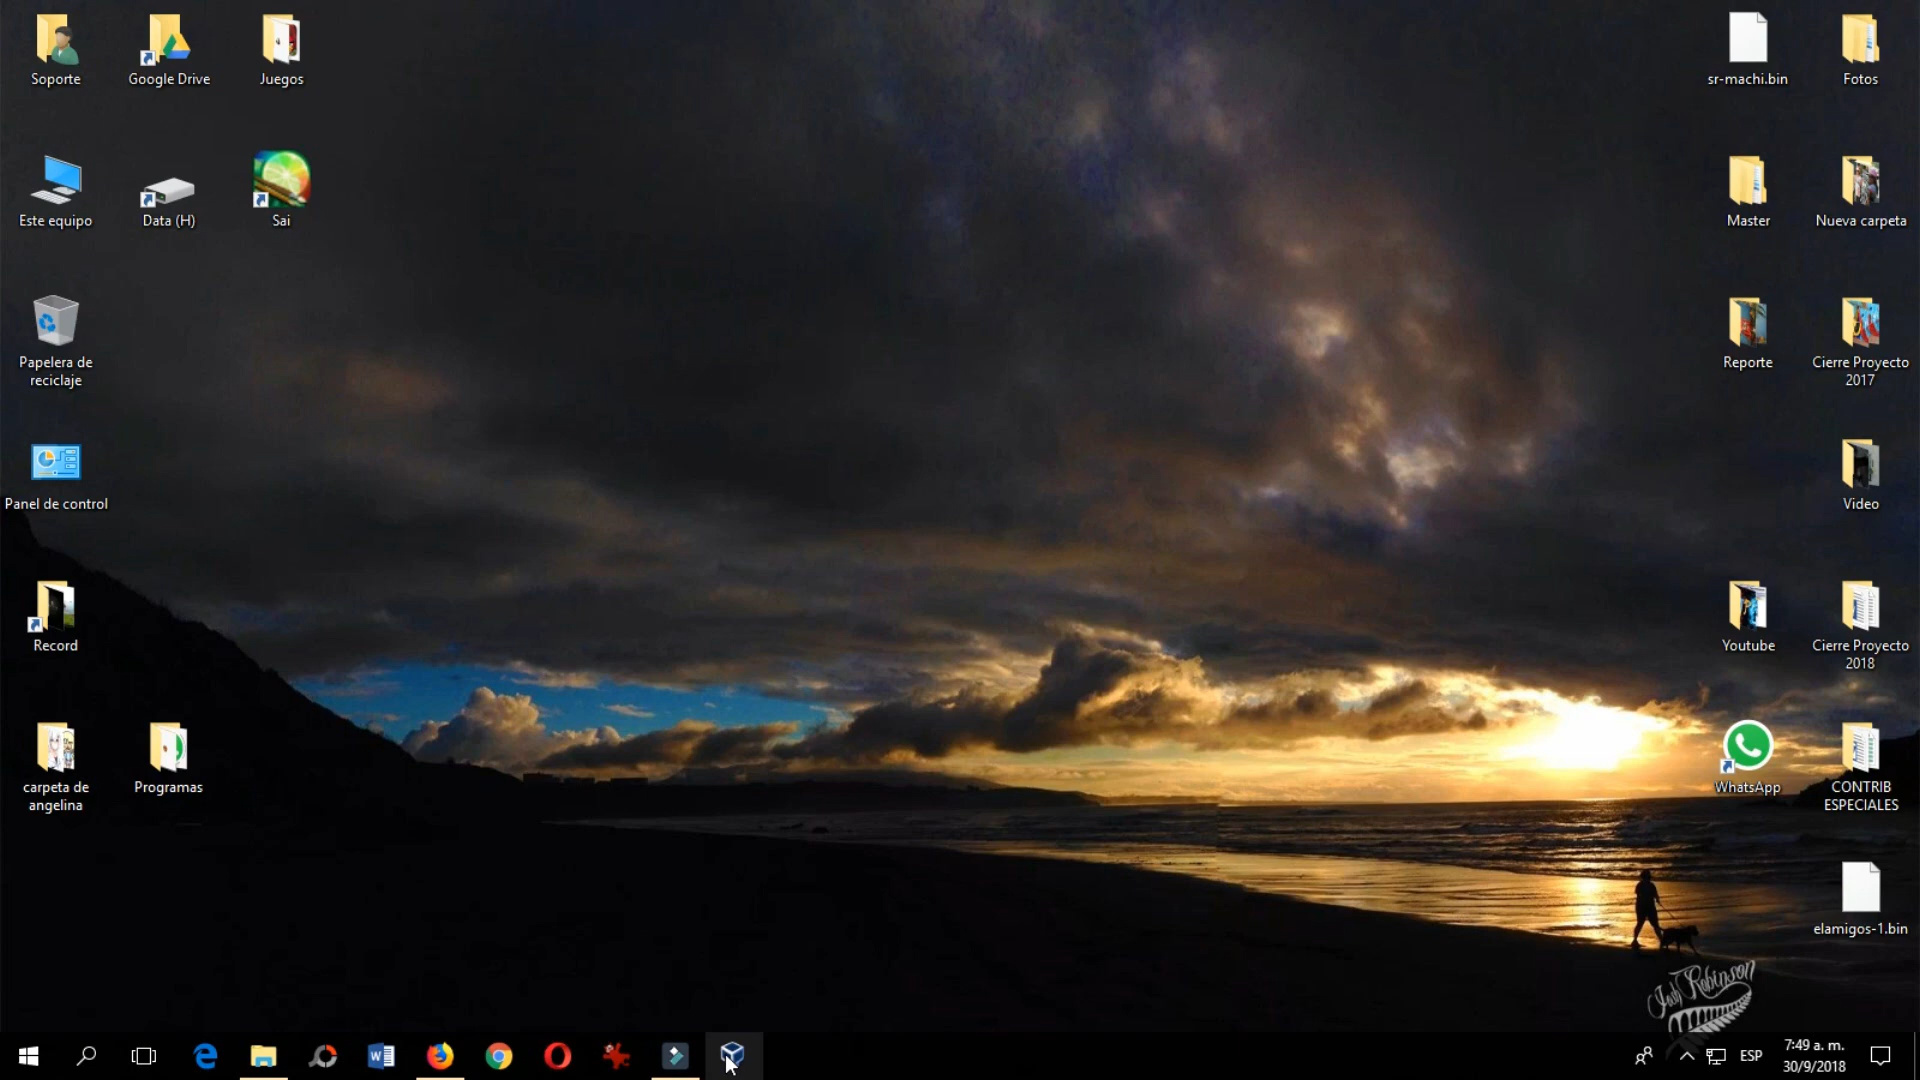 Soporte
Google Drive
Juegos
sr-machi.bin
Fotos
Este equipo
Data (H)
Sai
Master
Nueva carpeta
Papelera de
reciclaje
Reporte
Cierre Proyecto
2017
Panel de control
Video
Record
Youtube
Cierre Proyecto
2018
carpeta de
angelina
Programas
WhatsApp
CONTRIB
ESPECIALES
elamigos-1.bin
Josh Robinson
ESP
7:49 a. m.
30/9/2018